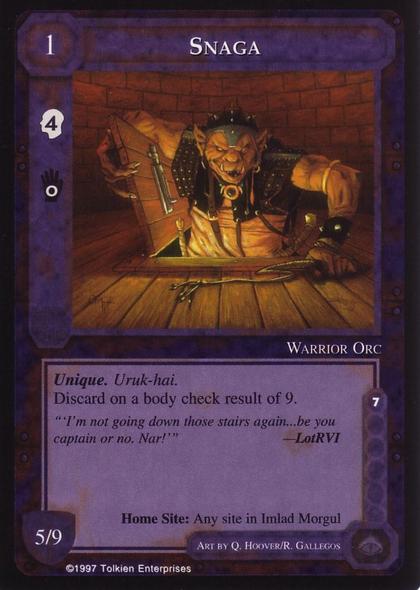 1
SNAGA
4
0
WARRIOR ORC
Unique. Uruk-hai.
Discard on a body check result of 9.
7
“‘I’m not going down those stairs again...be you
captain or no. Nar!’” —LotRVI
Home Site: Any site in Imlad Morgul
5/9
ART BY Q. HOOVER/R. GALLEGOS
©1997 Tolkien Enterprises